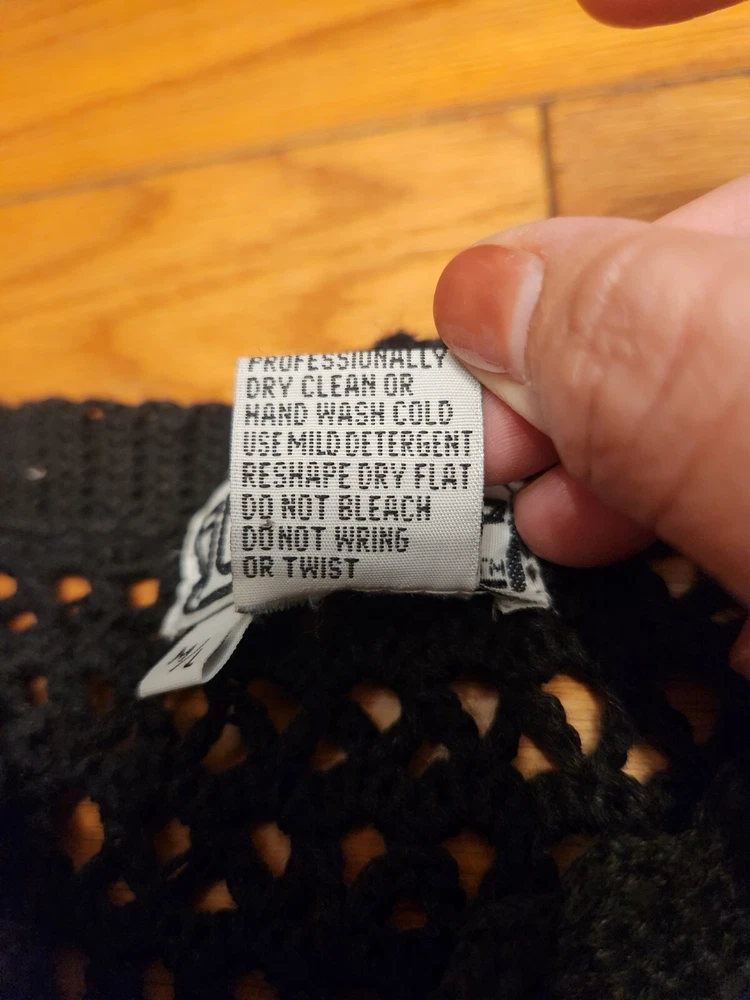 PROFESSIONALLY
DRY CLEAN OR
HAND WASH COLD
USE MILD DETERGENT
RESHAPE DRY FLAT
DO NOT BLEACH
DO NOT WRING
OR TWIST
TM
M/L